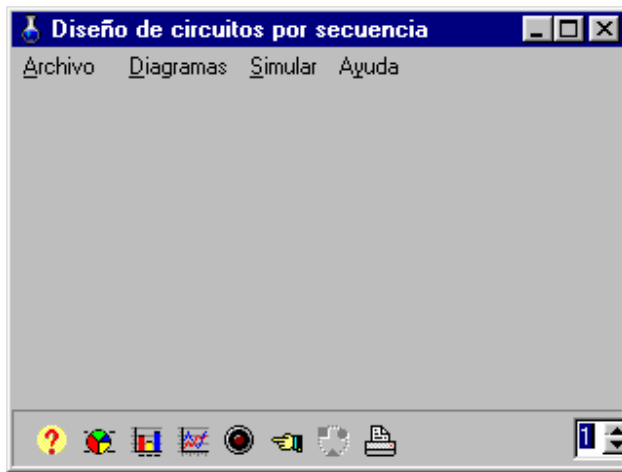 Diseño de circuitos por secuencia
Archivo Diagramas Simular Ayuda
?
1